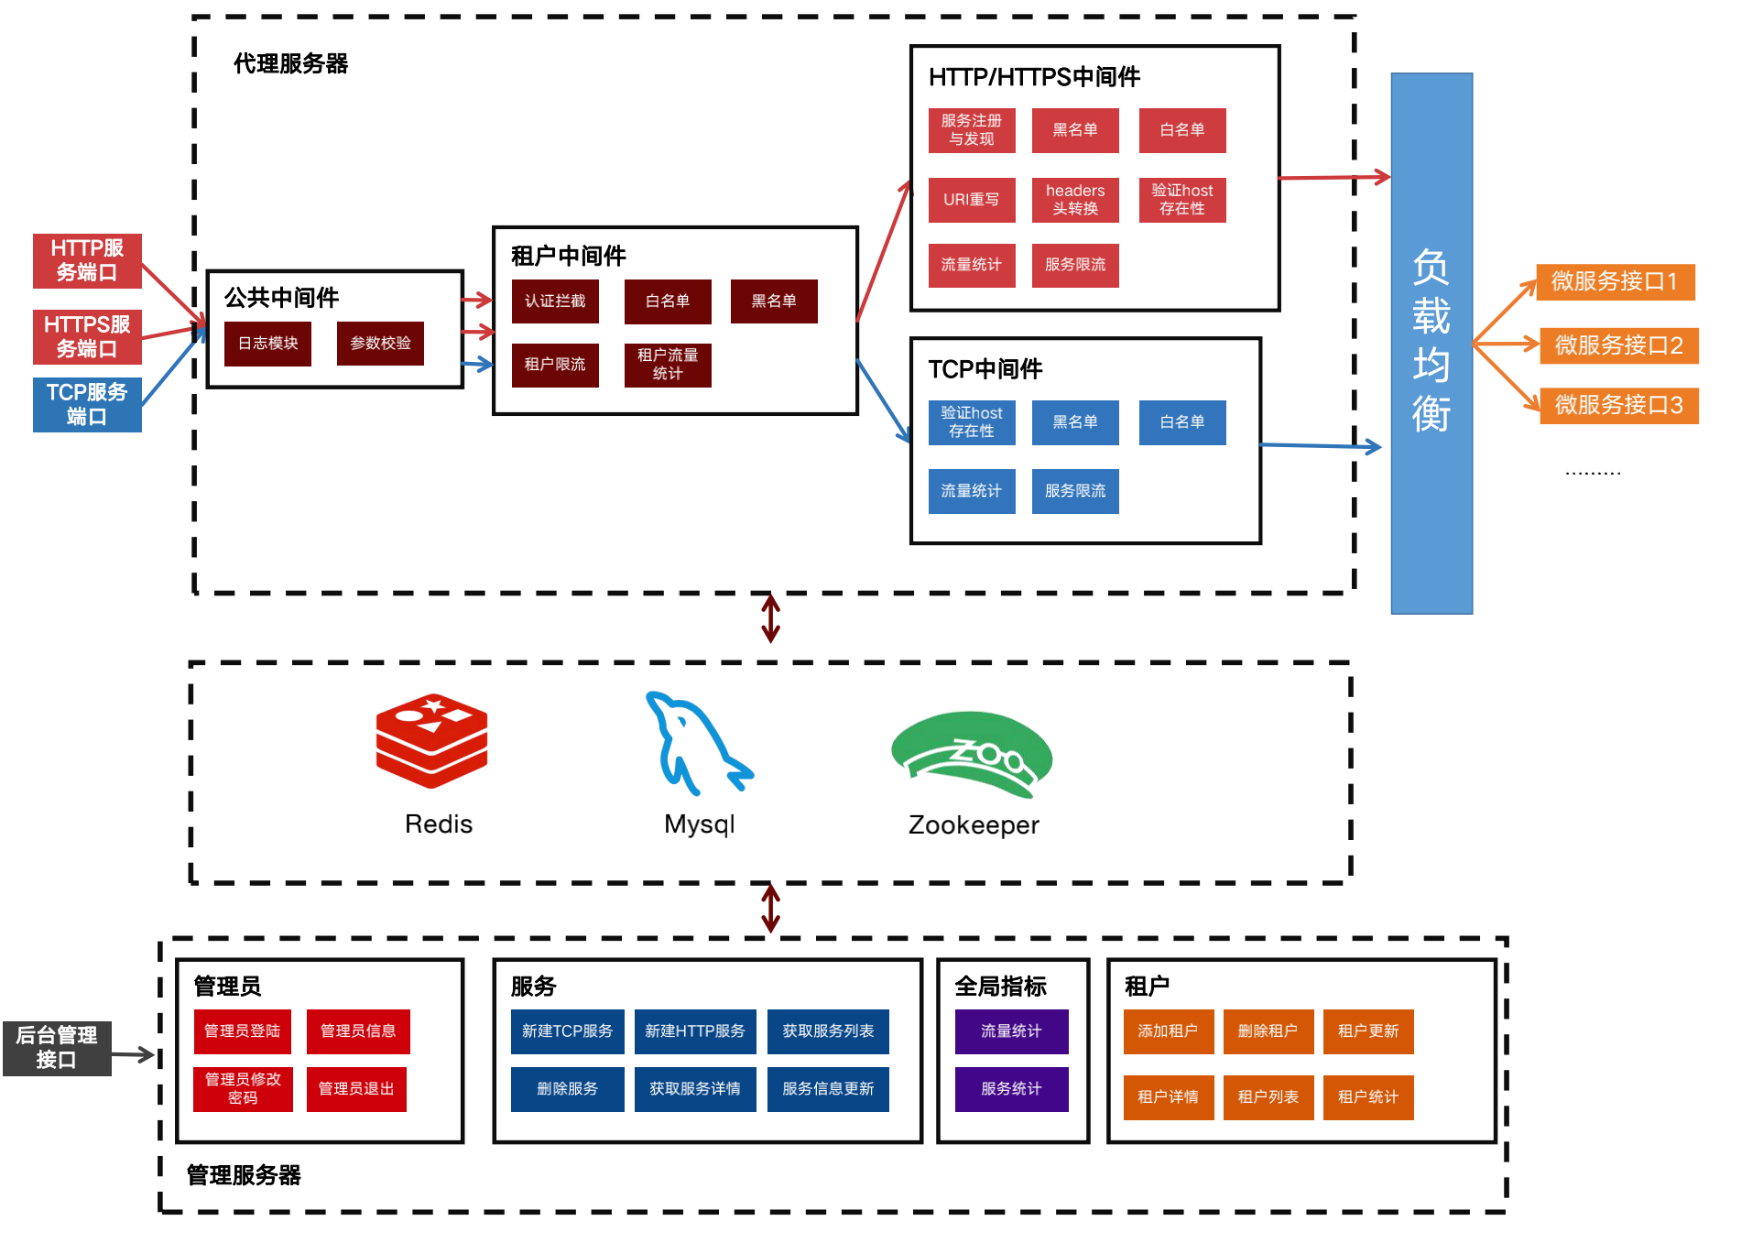 代理服务器
HTTP服
务端口
HTTPS服
务端口
TCP服务
端口
公共中间件
日志模块
参数校验
租户中间件
认证拦截
白名单
黑名单
租户限流
租户流量
统计
HTTP/HTTPS中间件
服务注册
与发现
黑名单
白名单
URI重写
headers
头转换
验证host
存在性
流量统计
服务限流
TCP中间件
验证host
存在性
黑名单
白名单
流量统计
服务限流
负
载
均
衡
微服务接口1
微服务接口2
微服务接口3
.........
Redis
Mysql
ZOO
Zookeeper
后台管理
接口
管理员
管理员登陆
管理员信息
管理员修改
密码
管理员退出
服务
新建TCP服务
新建HTTP服务
获取服务列表
删除服务
获取服务详情
服务信息更新
全局指标
流量统计
服务统计
租户
添加租户
删除租户
租户更新
租户详情
租户列表
租户统计
管理服务器